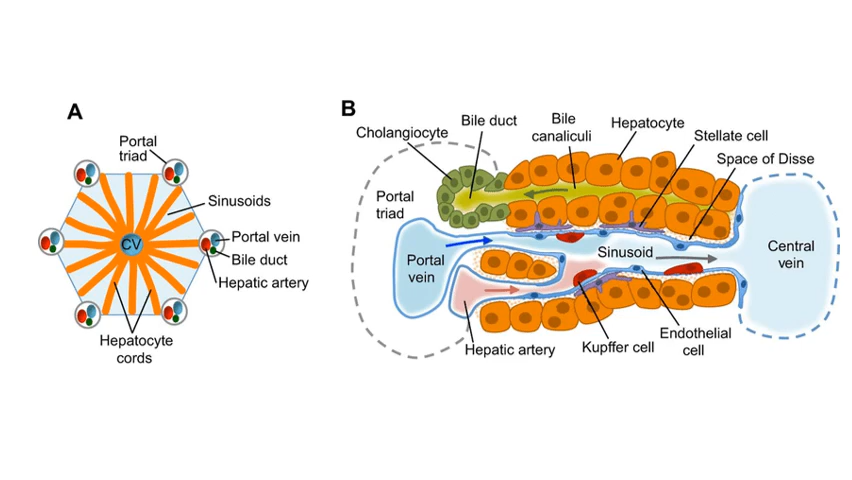 A
Portal
triad
Sinusoids
Portal vein
Bile duct
Hepatic artery
CV
Hepatocyte
cords
B
Cholangiocyte
Bile duct
Bile
canaliculi
Hepatocyte
Stellate cell
Space of Disse
Portal
triad
Portal
vein
Sinusoid
Central
vein
Hepatic artery
Kupffer cell
Endothelial
cell